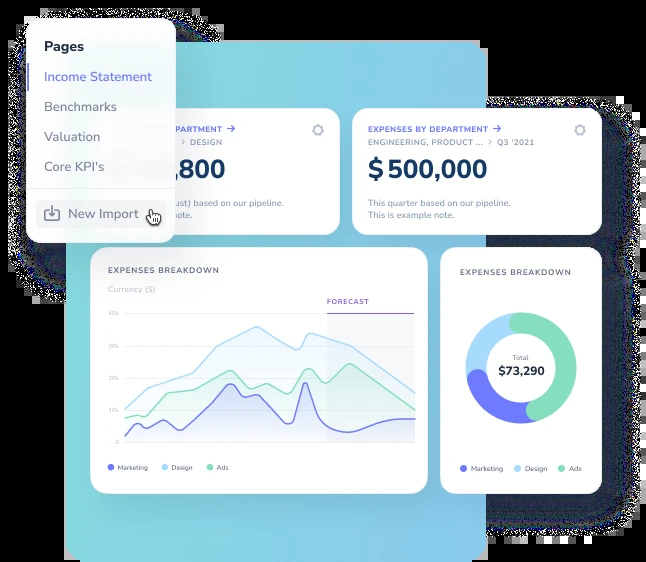 Pages
Income Statement
Benchmarks
Valuation
Core KPI's
New Import
PARTMENT →
> DESIGN
,800
ust) based on our pipeline.
note.
EXPENSES BY DEPARTMENT →
ENGINEERING, PRODUCT ... > Q3 '2021
$500,000
This quarter based on our pipeline.
This is example note.
EXPENSES BREAKDOWN
Currency ($)
FORECAST
40k
30k
20k
10k
0
Marketing Design Ads
EXPENSES BREAKDOWN
Total
$73,290
Marketing Design Ads